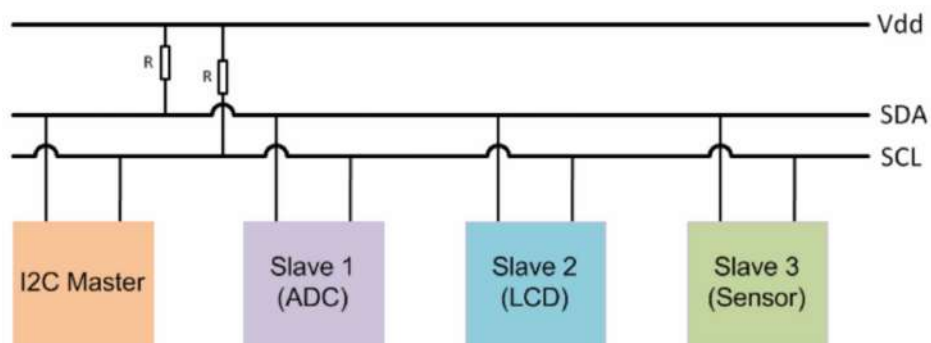 Vdd
R
R
SDA
SCL
I2C Master
Slave 1
(ADC)
Slave 2
(LCD)
Slave 3
(Sensor)